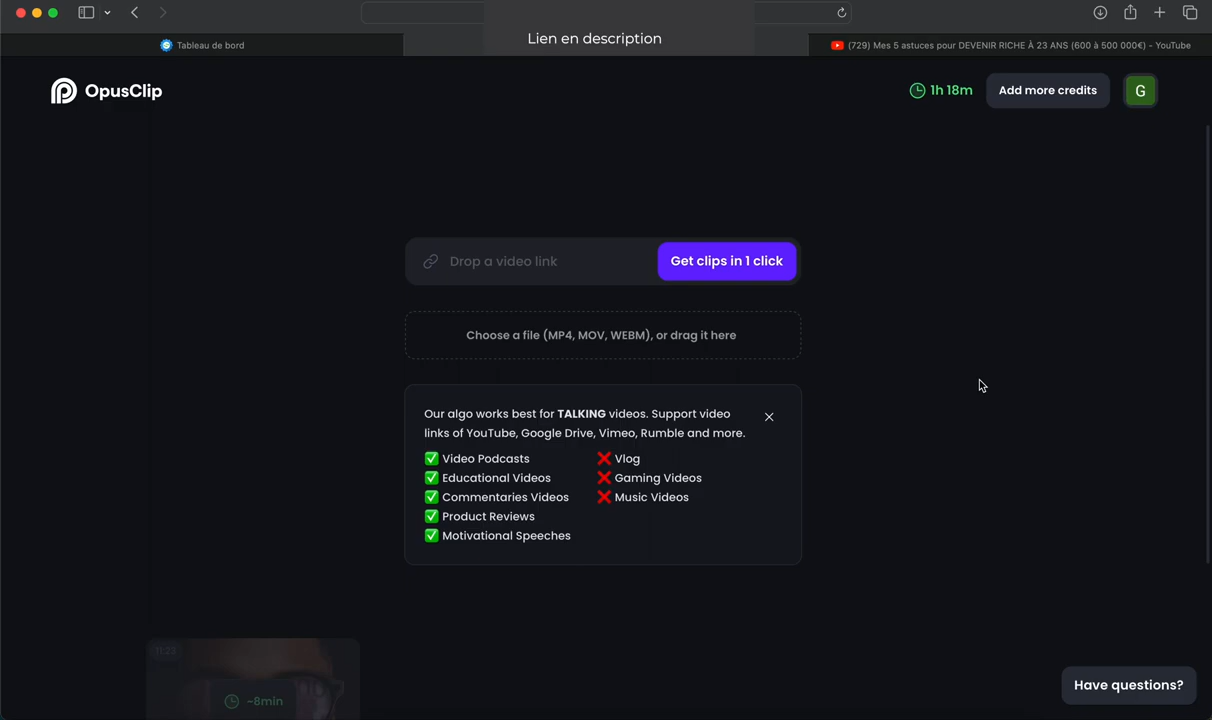 Lien en description
Tableau de bord
(729) Mes 5 astuces pour DEVENIR RICHE À 23 ANS (600 à 500 000€) - YouTube
OpusClip
1h 18m
Add more credits
G
Drop a video link
Get clips in 1 click
Choose a file (MP4, MOV, WEBM), or drag it here
Our algo works best for TALKING videos. Support video
links of YouTube, Google Drive, Vimeo, Rumble and more.
✅ Video Podcasts
✅ Educational Videos
✅ Commentaries Videos
✅ Product Reviews
✅ Motivational Speeches
❌ Vlog
❌ Gaming Videos
❌ Music Videos
11:23
~8min
Have questions?